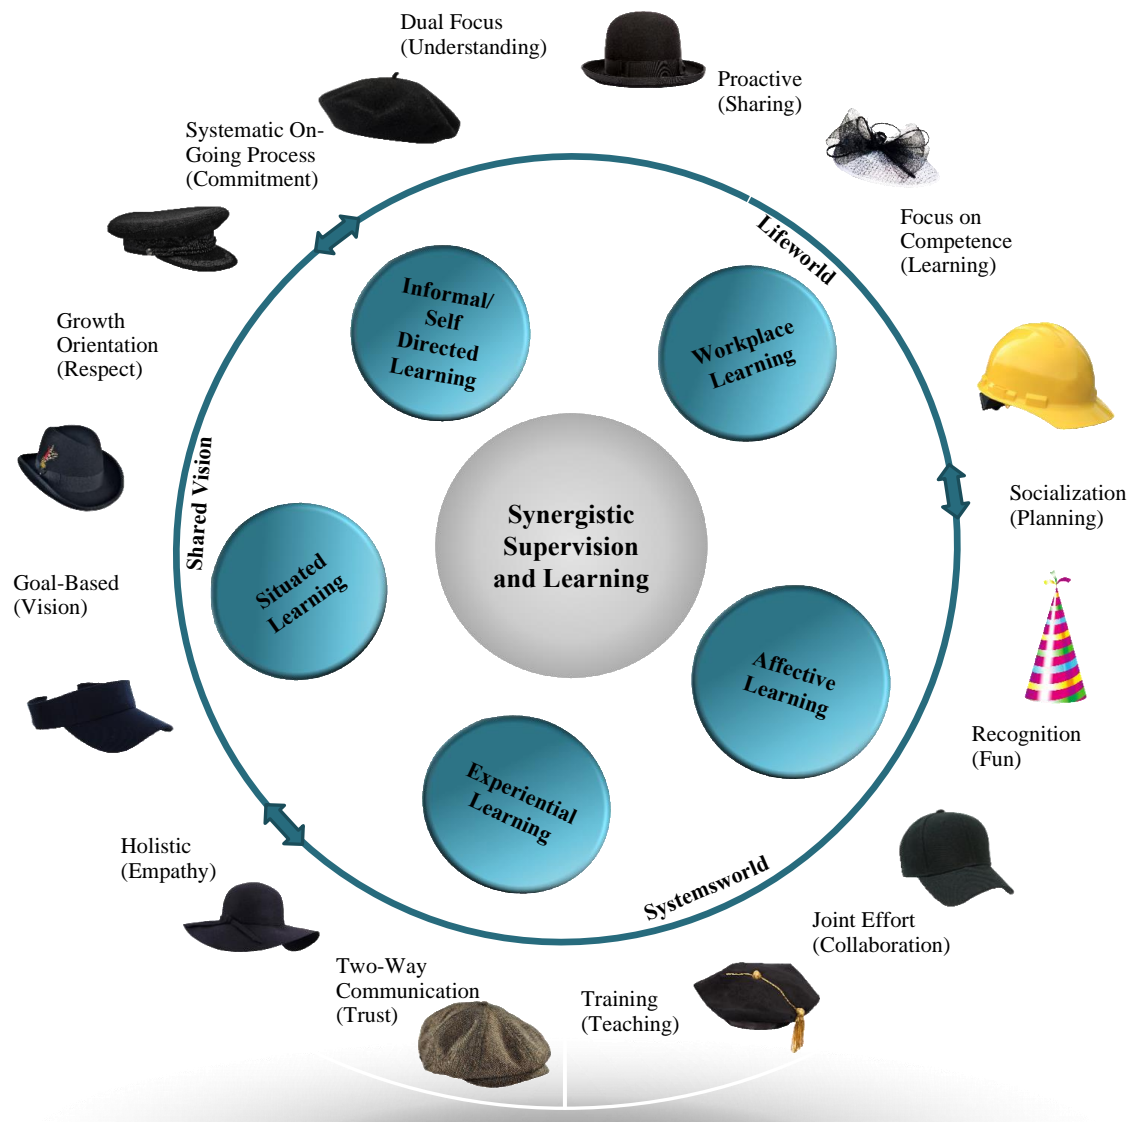 Dual Focus
(Understanding)
Proactive
(Sharing)
Systematic On-
Going Process
(Commitment)
Focus on
Competence
(Learning)
Lifeworld
Informal/
Self
Directed
Learning
Workplace
Learning
Growth
Orientation
(Respect)
Shared Vision
Synergistic
Supervision
and Learning
Socialization
(Planning)
Goal-Based
(Vision)
Situated
Learning
Affective
Learning
Recognition
(Fun)
Experiential
Learning
Holistic
(Empathy)
Systemsworld
Joint Effort
(Collaboration)
Two-Way
Communication
(Trust)
Training
(Teaching)